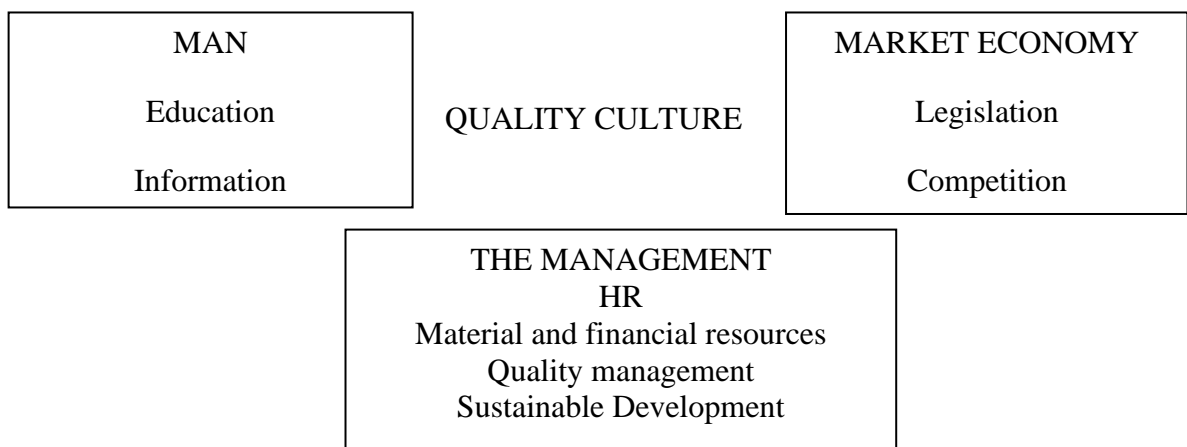 MAN
Education
Information
QUALITY CULTURE
MARKET ECONOMY
Legislation
Competition
THE MANAGEMENT
HR
Material and financial resources
Quality management
Sustainable Development